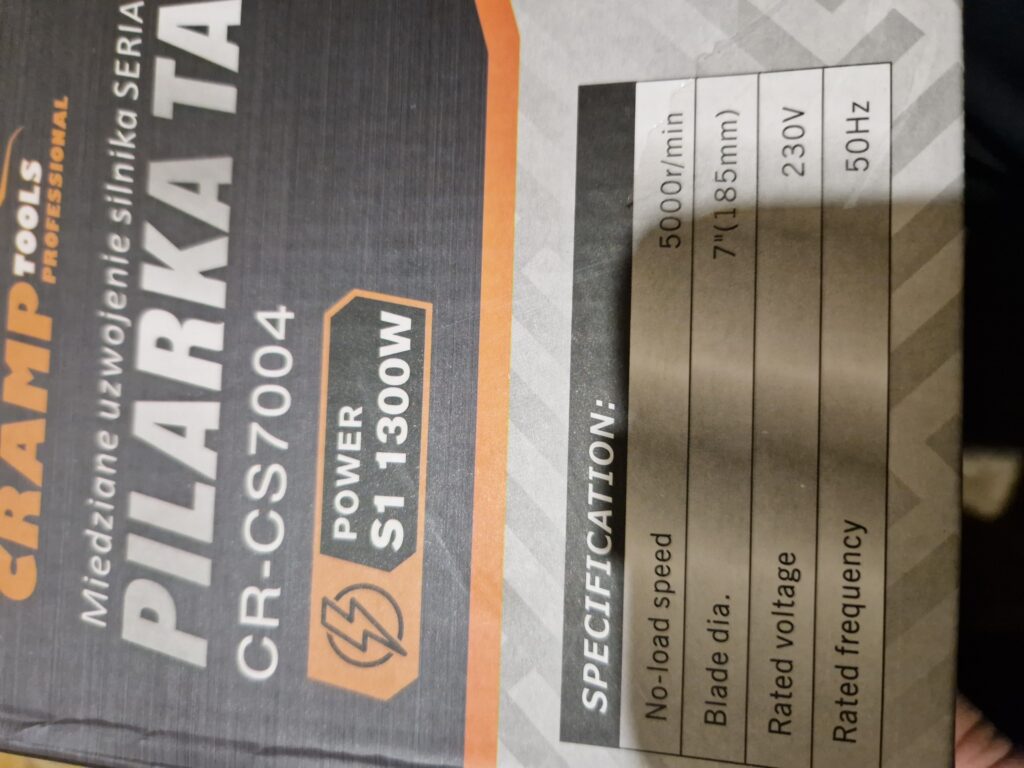 CRAMP TOOLS
PROFESSIONAL
Miedziane uzwojenie silnika SERIA
PILARKA TA
CR-CS7004
POWER
S1 1300W
SPECIFICATION:
No-load speed 5000r/min
Blade dia. 7"(185mm)
Rated voltage 230V
Rated frequency 50Hz